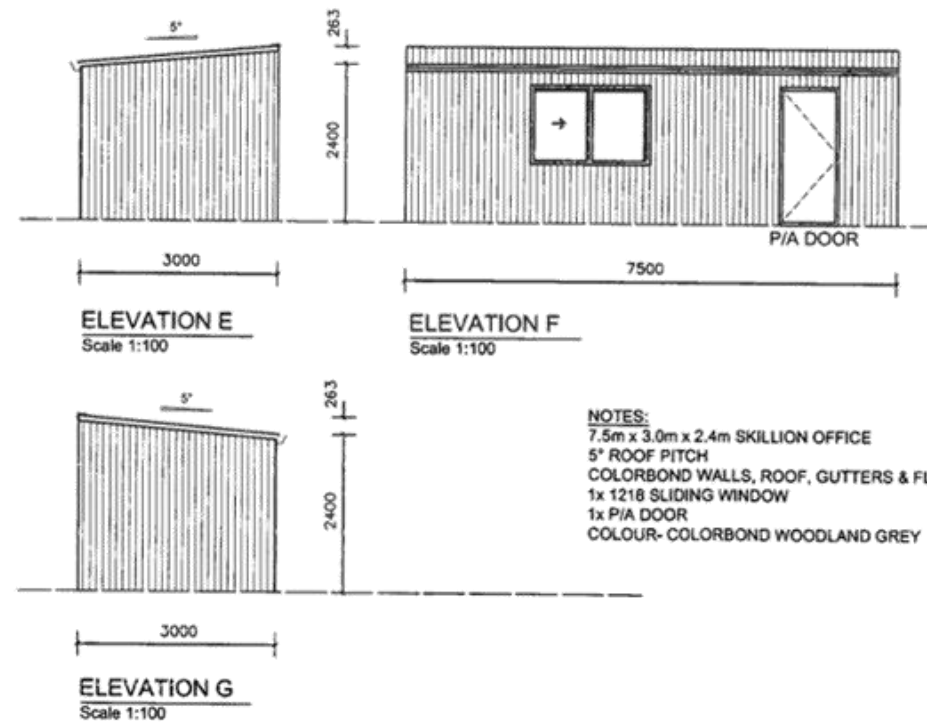 5°
263
2400
3000
ELEVATION E
Scale 1:100
P/A DOOR
7500
ELEVATION F
Scale 1:100
5°
263
2400
3000
ELEVATION G
Scale 1:100
NOTES:
7.5m x 3.0m x 2.4m SKILLION OFFICE
5° ROOF PITCH
COLORBOND WALLS, ROOF, GUTTERS & FL
1x 1218 SLIDING WINDOW
1x P/A DOOR
COLOUR- COLORBOND WOODLAND GREY